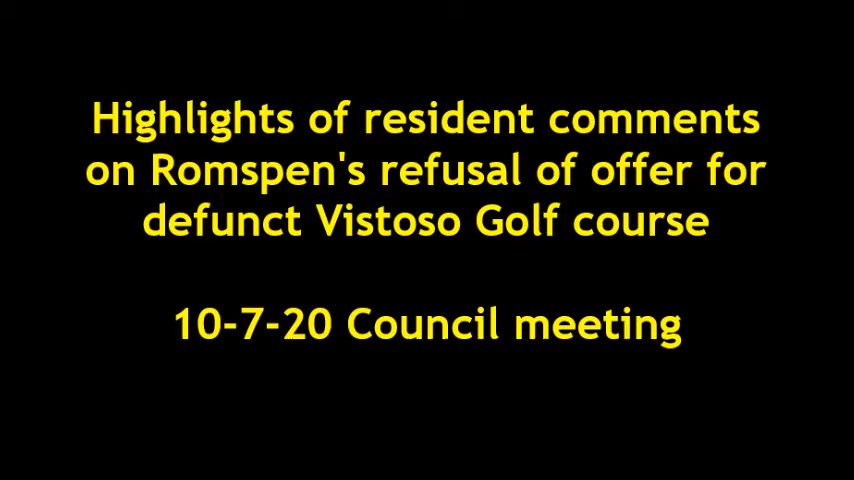 Highlights of resident comments
on Romspen's refusal of offer for
defunct Vistoso Golf course
10-7-20 Council meeting